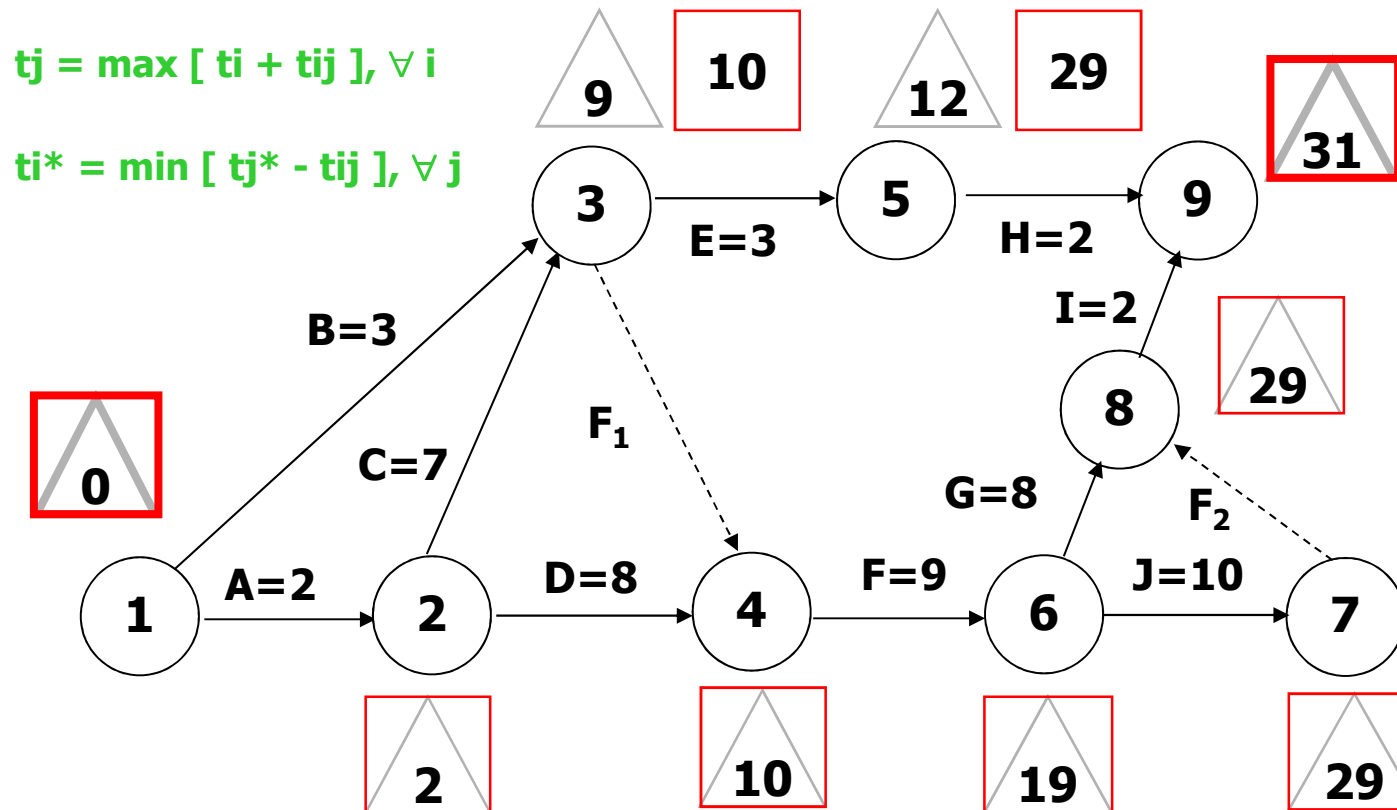 tj = max [ ti + tij ], ∀ i
ti* = min [ tj* - tij ], ∀ j
9
10
12
29
31
3
5
9
E=3
H=2
B=3
I=2
29
8
F1
C=7
0
G=8
F2
A=2
D=8
F=9
J=10
1
2
4
6
7
2
10
19
29